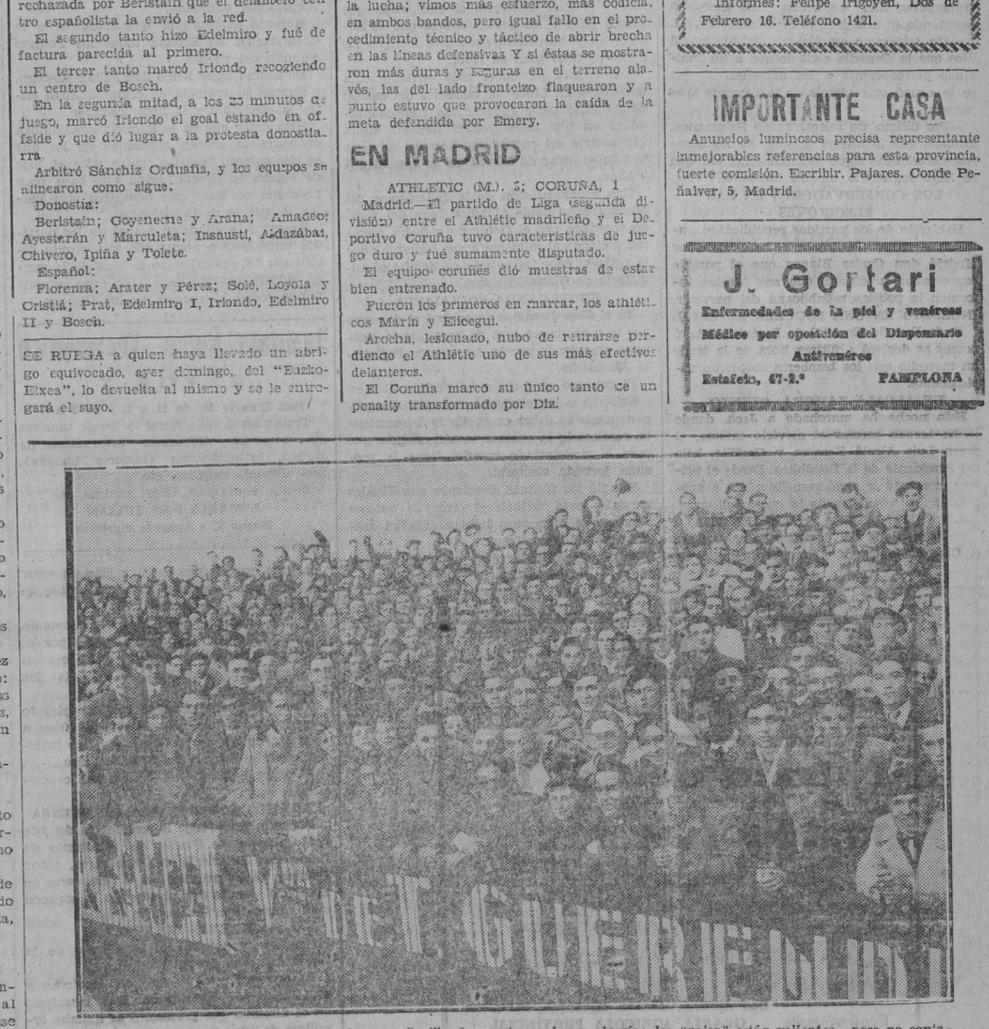 rechazada por Beristain que el delantero cen-
tro españolista la envió a la red.
El segundo tanto hizo Edelmiro y fué de
factura parecida al primero.
El tercer tanto marcó Iriondo recogiendo
un centro de Bosch.
En la segunda mitad, a los 25 minutos de
juego, marcó Iriondo el goal estando en of-
fside y que dió lugar a la protesta donostia-
rra.
Arbitró Sánchiz Orduaña, y los equipos se
alinearon como sigue:
Donostia:
Beristain; Goyeneche y Arana; Amadeo;
Ayestarán y Marculeta; Insausti, Aldazábal,
Chivero, Ipiña y Tolete.
Español:
Florenza; Arater y Pérez; Solé, Loyola y
Cristiá; Prat, Edelmiro I, Iriondo, Edelmiro
II y Bosch.
SE RUEGA a quien haya llevado un abri-
go equivocado, ayer domingo, del "Euzko-
Etxea", lo devuelta al mismo y se le entre-
gará el suyo.
la lucha; vimos más esfuerzo, más codicia,
en ambos bandos, pero igual fallo en el pro-
cedimiento técnico y táctico de abrir brecha
en las líneas defensivas Y si éstas se mostra-
ron más duras y seguras en el terreno ala-
vés, las del lado fronteizo flaquearon y a
punto estuvo que provocaron la caída de la
meta defendida por Emery.
EN MADRID
ATHLETIC (M.) ; CORUÑA, 1
Madrid.—El partido de Liga (segunda di-
visión) entre el Athlétic madrileño y el De-
portivo Coruña tuvo características de jue-
go duro y fué sumamente disputado.
El equipo coruñés dió muestras de estar
bien entrenado.
Fueron los primeros en marcar, los athléti-
cos Marín y Elícegui.
Arocha, lesionado, nubo de retirarse per-
diendo el Athlétic uno de sus más efectivos
delanteros.
El Coruña marcó su único tanto de un
penalty transformado por Diz.
Informes: Felipe Irigoyen, Dos de
Febrero 16. Teléfono 1421.
IMPORTANTE CASA
Anuncios luminosos precisa representante
inmejorables referencias para esta provincia,
fuerte comisión. Escribir. Pajares. Conde Pe-
ñalver, 5, Madrid.
J. Gortari
Enfermedades de la piel y venéreas
Médico por oposición del Dispensario
Antivenéreo
Estafeta, 47-2.º PAMPLONA